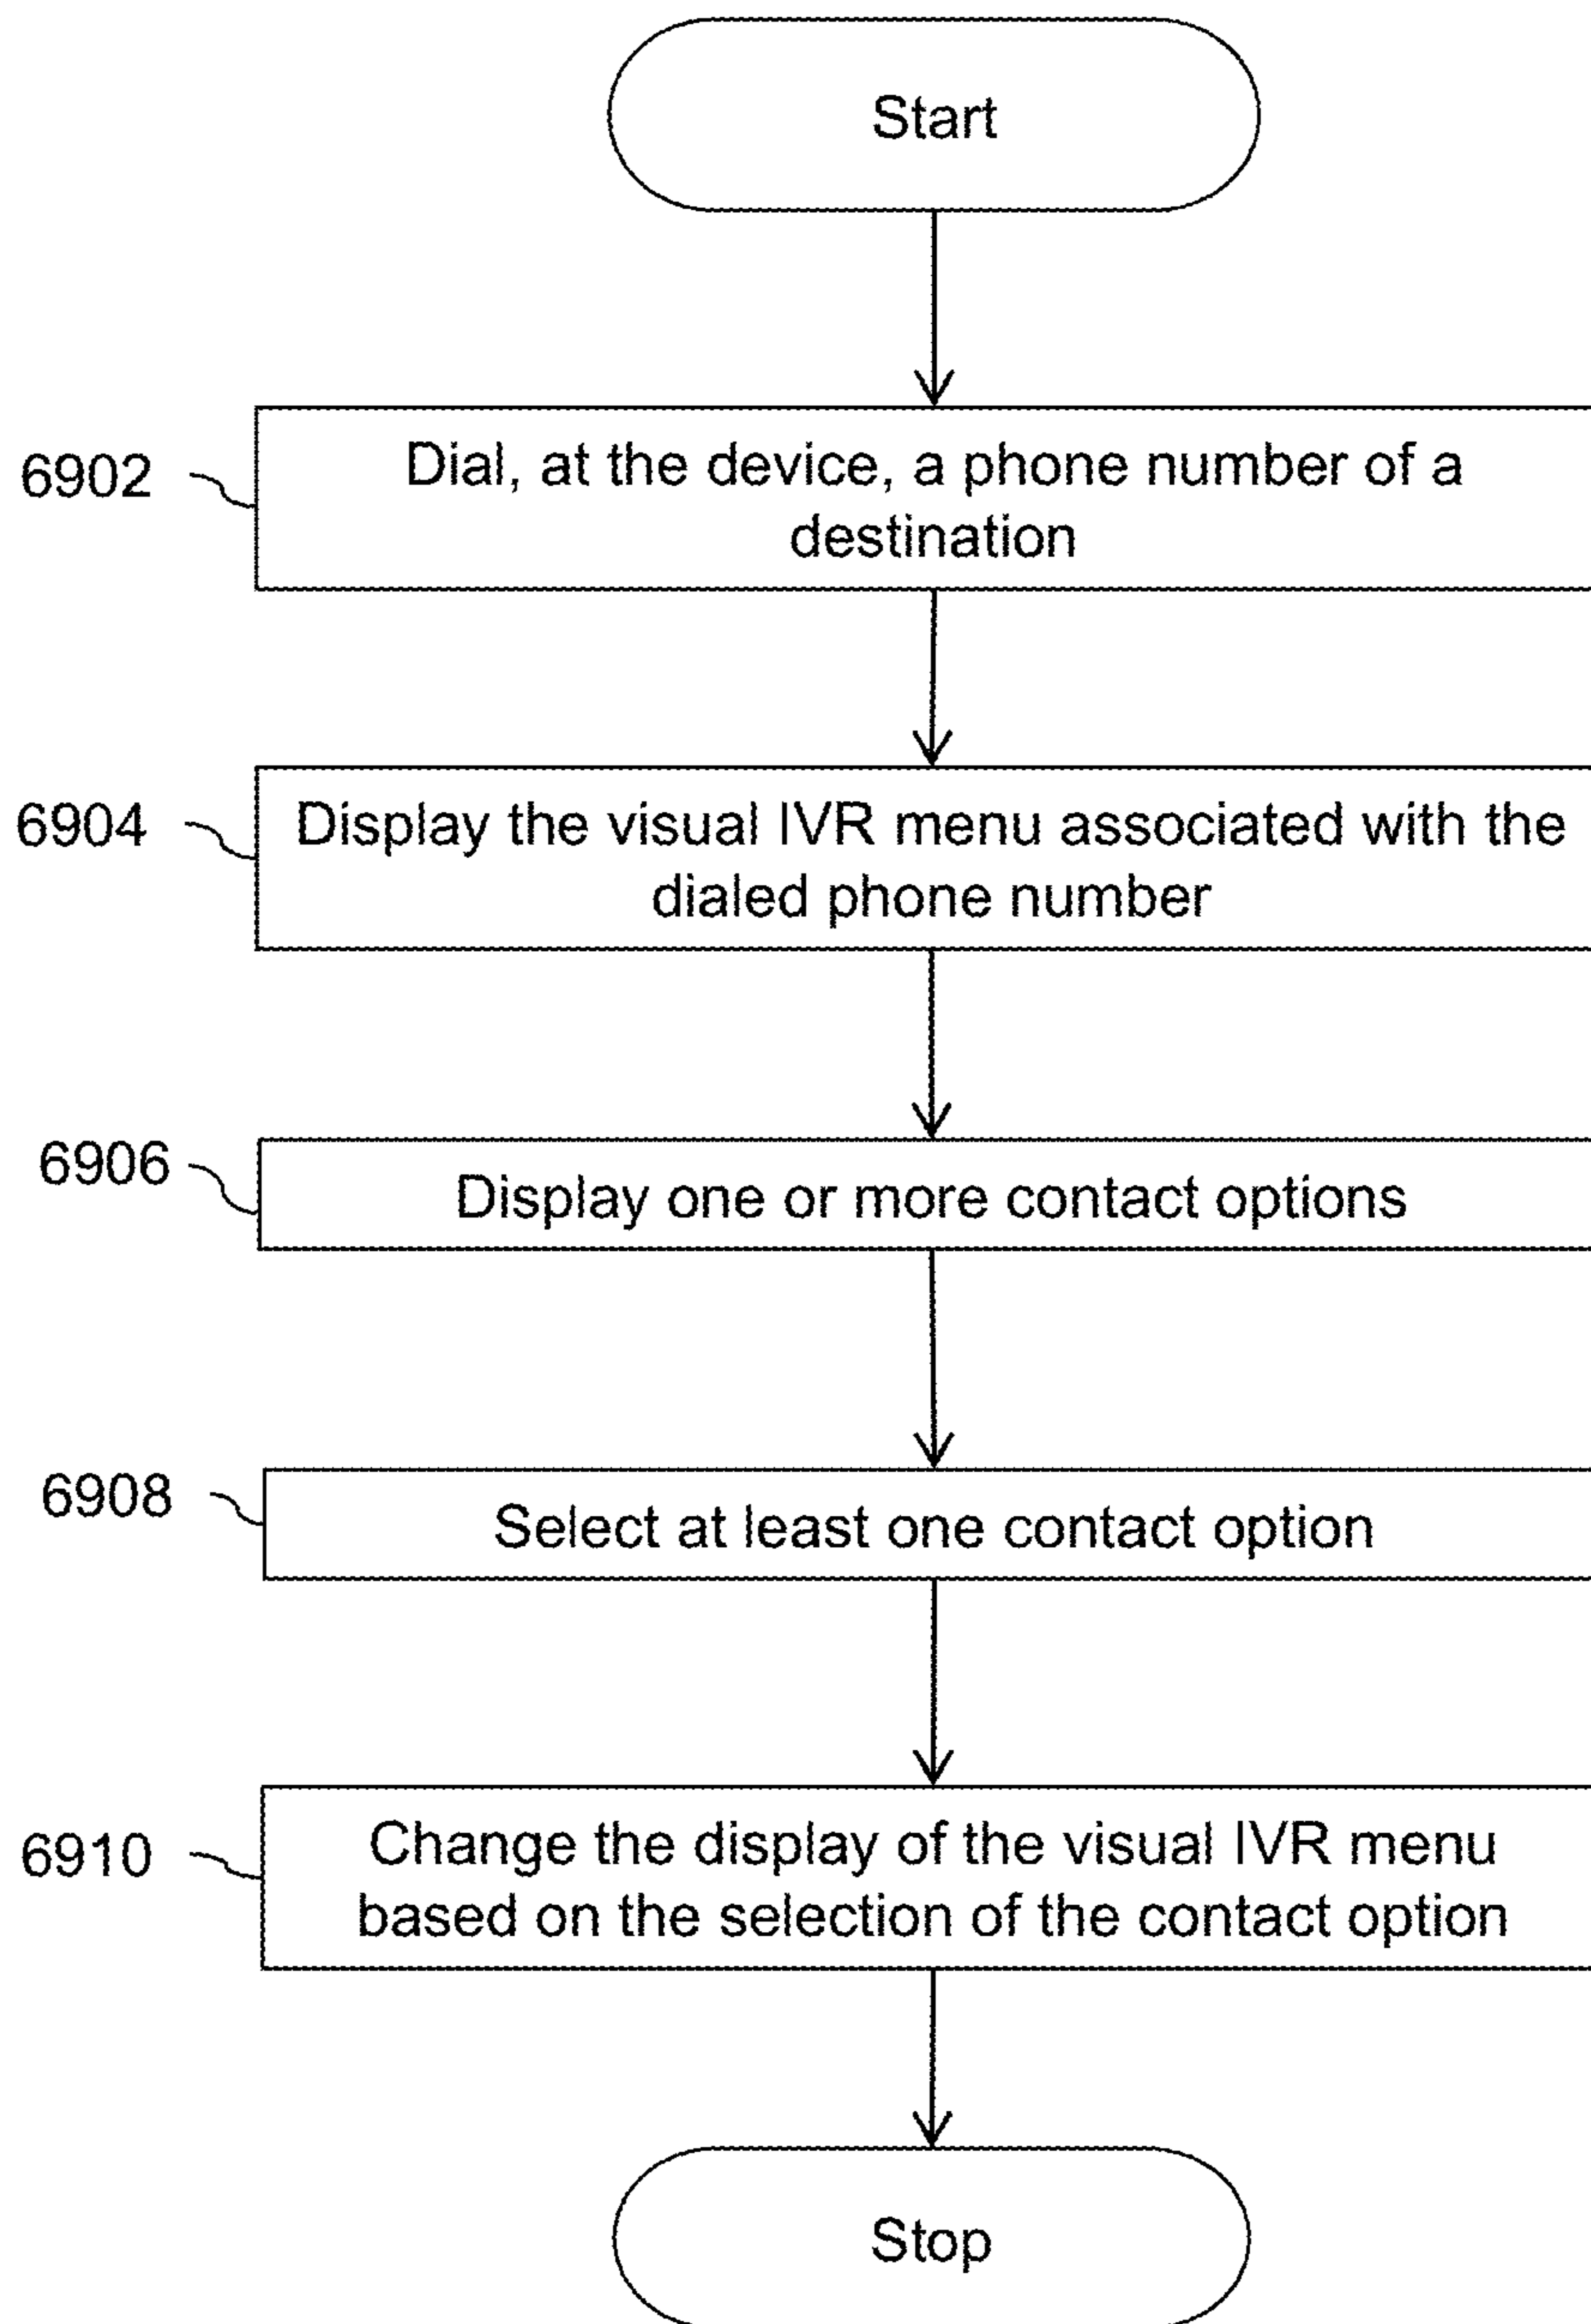 Start
6902
Dial, at the device, a phone number of a
destination
6904
Display the visual IVR menu associated with the
dialed phone number
6906
Display one or more contact options
6908
Select at least one contact option
6910
Change the display of the visual IVR menu
based on the selection of the contact option
Stop